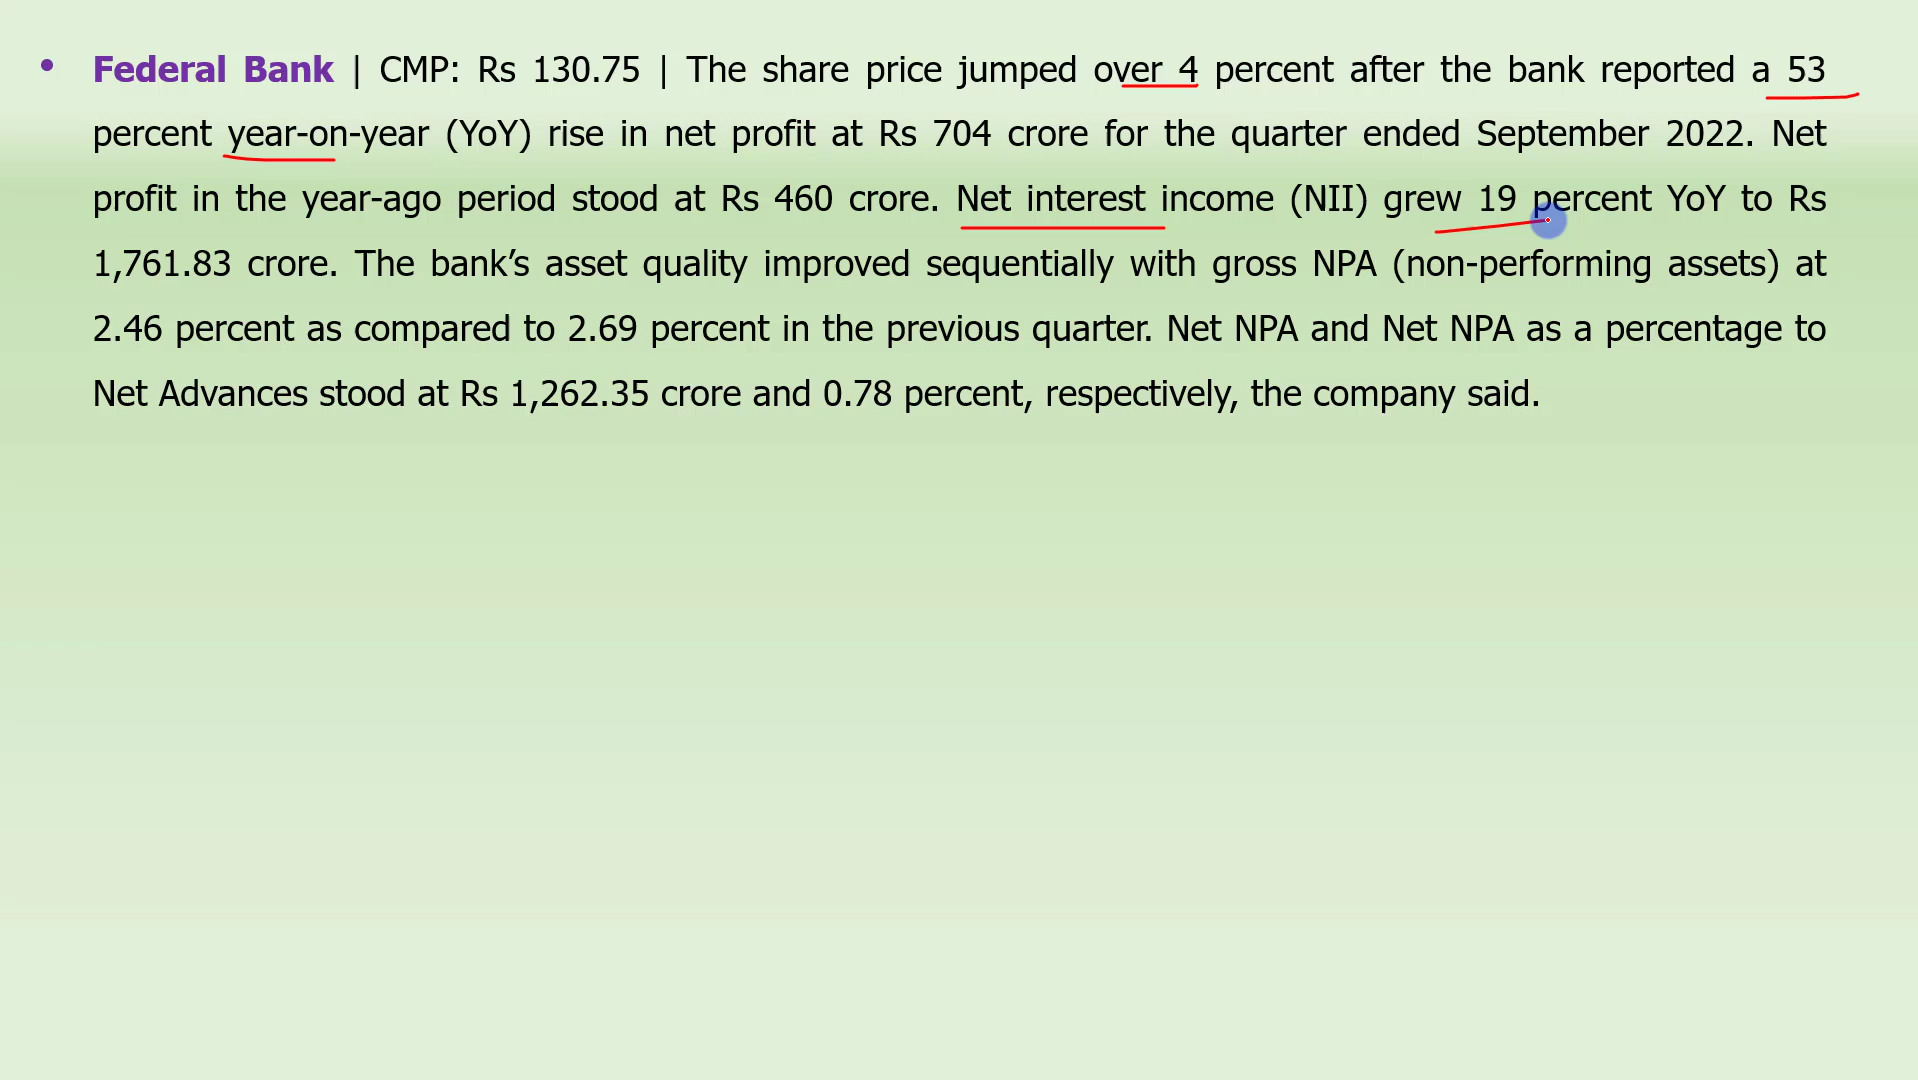 • Federal Bank | CMP: Rs 130.75 | The share price jumped over 4 percent after the bank reported a 53
percent year-on-year (YoY) rise in net profit at Rs 704 crore for the quarter ended September 2022. Net
profit in the year-ago period stood at Rs 460 crore. Net interest income (NII) grew 19 percent YoY to Rs
1,761.83 crore. The bank’s asset quality improved sequentially with gross NPA (non-performing assets) at
2.46 percent as compared to 2.69 percent in the previous quarter. Net NPA and Net NPA as a percentage to
Net Advances stood at Rs 1,262.35 crore and 0.78 percent, respectively, the company said.